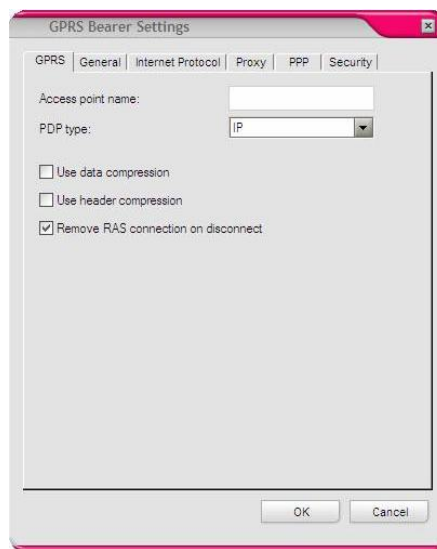 GPRS Bearer Settings
GPRS General Internet Protocol Proxy PPP Security
Access point name:
PDP type: IP
Use data compression
Use header compression
Remove RAS connection on disconnect
OK Cancel